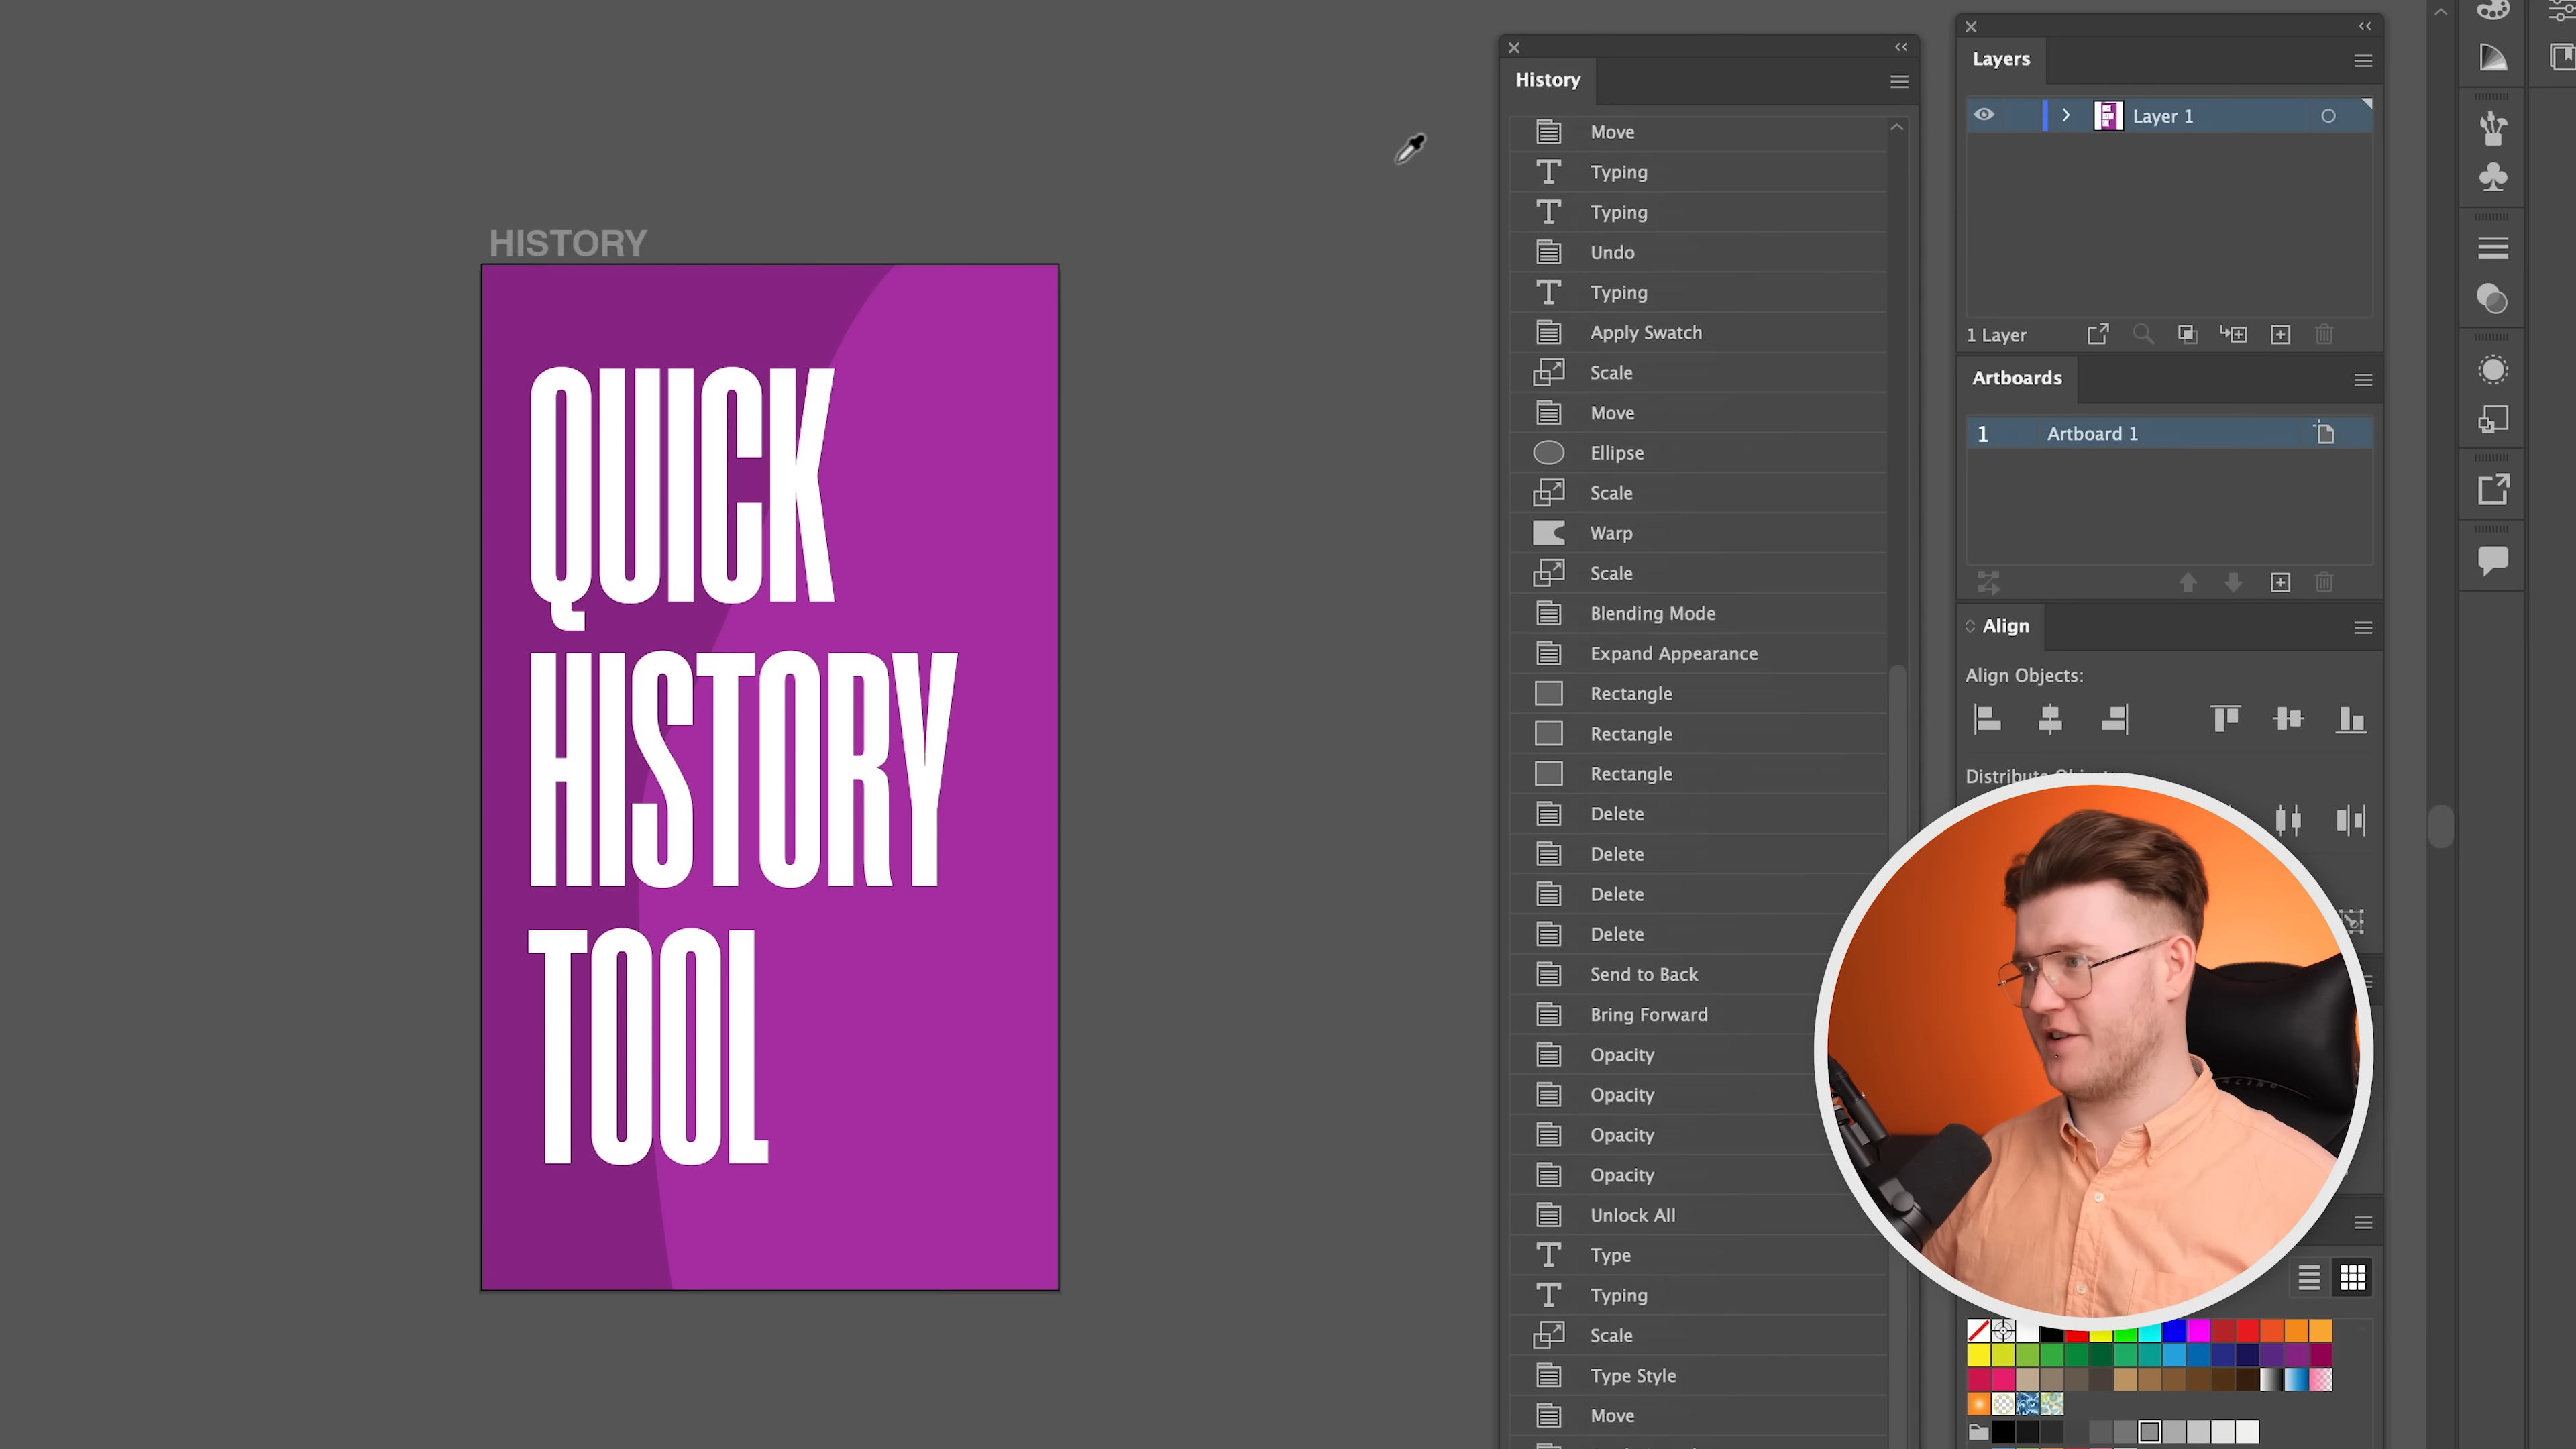 HISTORY
QUICK
HISTORY
TOOL
History
Move
Typing
Typing
Undo
Typing
Apply Swatch
Scale
Move
Ellipse
Scale
Warp
Scale
Blending Mode
Expand Appearance
Rectangle
Rectangle
Rectangle
Delete
Delete
Delete
Delete
Send to Back
Bring Forward
Opacity
Opacity
Opacity
Opacity
Unlock All
Type
Typing
Scale
Type Style
Move
Layers
Layer 1
1 Layer
Artboards
1 Artboard 1
Align
Align Objects: